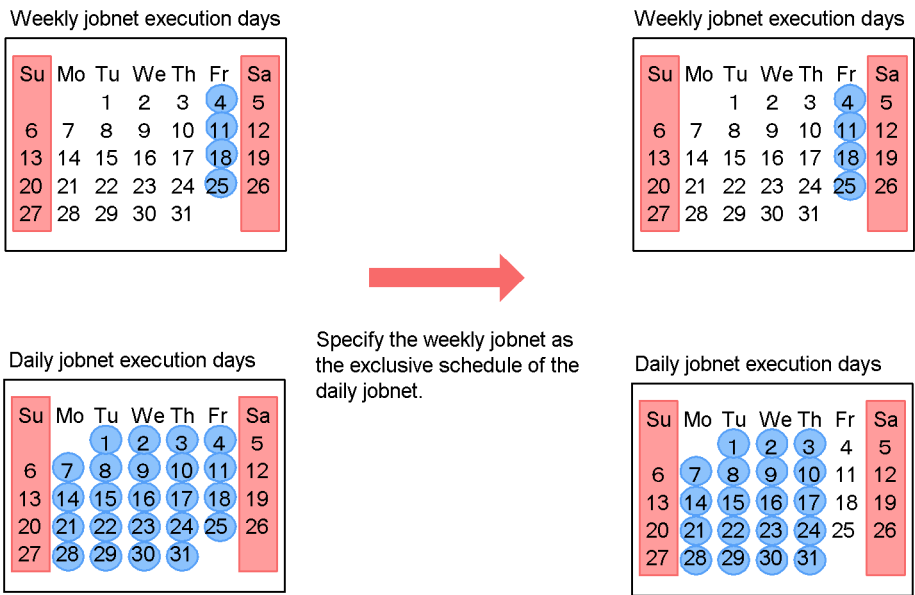 Weekly jobnet execution days
Su Mo Tu We Th Fr Sa
1 2 3 4 5
6 7 8 9 10 11 12
13 14 15 16 17 18 19
20 21 22 23 24 25 26
27 28 29 30 31
Weekly jobnet execution days
Su Mo Tu We Th Fr Sa
1 2 3 4 5
6 7 8 9 10 11 12
13 14 15 16 17 18 19
20 21 22 23 24 25 26
27 28 29 30 31
Specify the weekly jobnet as
the exclusive schedule of the
daily jobnet.
Daily jobnet execution days
Su Mo Tu We Th Fr Sa
1 2 3 4 5
6 7 8 9 10 11 12
13 14 15 16 17 18 19
20 21 22 23 24 25 26
27 28 29 30 31
Daily jobnet execution days
Su Mo Tu We Th Fr Sa
1 2 3 4 5
6 7 8 9 10 11 12
13 14 15 16 17 18 19
20 21 22 23 24 25 26
27 28 29 30 31